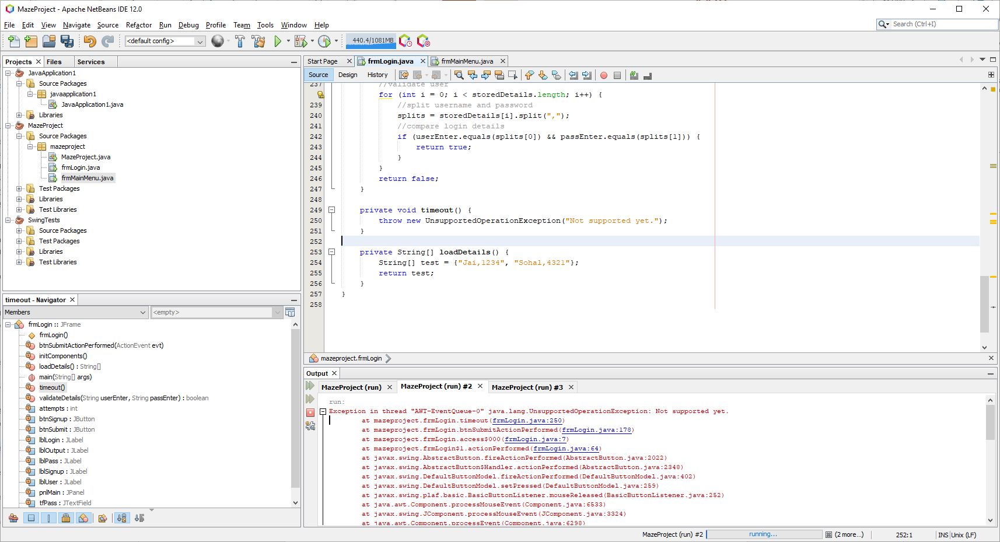 MazeProject - Apache NetBeans IDE 12.0
File Edit View Navigate Source Refactor Run Debug Profile Team Tools Window Help
Search (Ctrl+I)
<default config>
440.4/1081MB
Projects
Files
Services
JavaApplication1
Source Packages
javaapplication1
JavaApplication1.java
Libraries
MazeProject
Source Packages
mazeproject
MazeProject.java
frmLogin.java
frmMainMenu.java
Test Packages
Libraries
Test Libraries
SwingTests
Source Packages
Test Packages
Libraries
Test Libraries
timeout - Navigator
Members
<empty>
frmLogin :: JFrame
frmLogin()
btnSubmitActionPerformed(ActionEvent evt)
initComponents()
loadDetails() : String[]
main(String[] args)
timeout()
validateDetails(String userEnter, String passEnter) : boolean
attempts : int
btnSignup : JButton
btnSubmit : JButton
lblLogin : JLabel
lblOutput : JLabel
lblPass : JLabel
lblSignup : JLabel
lblUser : JLabel
pnlMain : JPanel
tfPass : JTextField
Start Page
frmLogin.java
frmMainMenu.java
Source Design History
237 //validate user
for (int i = 0; i < storedDetails.length; i++) {
239 //split username and password
240 splits = storedDetails[i].split(",");
241 //compare login details
242 if (userEnter.equals(splits[0]) && passEnter.equals(splits[1])) {
243 return true;
244 }
245 }
246 return false;
247 }
248
249 private void timeout() {
250 throw new UnsupportedOperationException("Not supported yet.");
251 }
252
253 private String[] loadDetails() {
254 String[] test = {"Jai,1234", "Sohal,4321"};
255 return test;
256 }
257 }
258
mazeproject.frmLogin
Output
MazeProject (run)
MazeProject (run) #2
MazeProject (run) #3
run:
Exception in thread "AWT-EventQueue-0" java.lang.UnsupportedOperationException: Not supported yet.
at mazeproject.frmLogin.timeout(frmLogin.java:250)
at mazeproject.frmLogin.btnSubmitActionPerformed(frmLogin.java:178)
at mazeproject.frmLogin.access$000(frmLogin.java:7)
at mazeproject.frmLogin$1.actionPerformed(frmLogin.java:64)
at javax.swing.AbstractButton.fireActionPerformed(AbstractButton.java:2022)
at javax.swing.AbstractButton$Handler.actionPerformed(AbstractButton.java:2348)
at javax.swing.DefaultButtonModel.fireActionPerformed(DefaultButtonModel.java:402)
at javax.swing.DefaultButtonModel.setPressed(DefaultButtonModel.java:259)
at javax.swing.plaf.basic.BasicButtonListener.mouseReleased(BasicButtonListener.java:252)
at java.awt.Component.processMouseEvent(Component.java:6533)
at javax.swing.JComponent.processMouseEvent(JComponent.java:3324)
at java.awt.Component.processEvent(Component.java:6298)
MazeProject (run) #2
running...
(2 more...)
252:1
INS
Unix (LF)